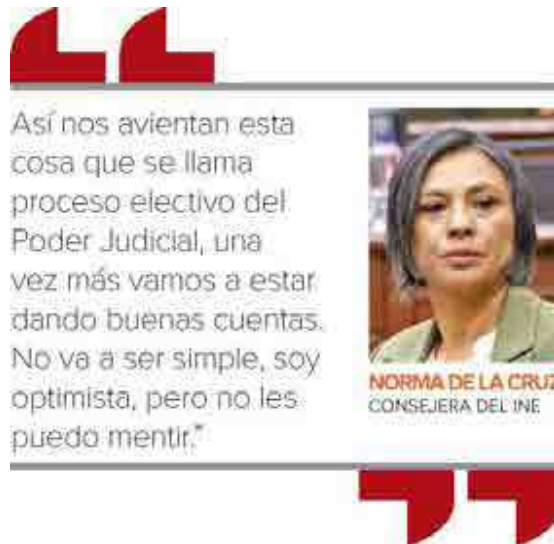 Así nos avientan esta
cosa que se llama
proceso electivo del
Poder Judicial, una
vez más vamos a estar
dando buenas cuentas.
No va a ser simple, soy
optimista, pero no les
puedo mentir.”
NORMA DE LA CRUZ
CONSEJERA DEL INE